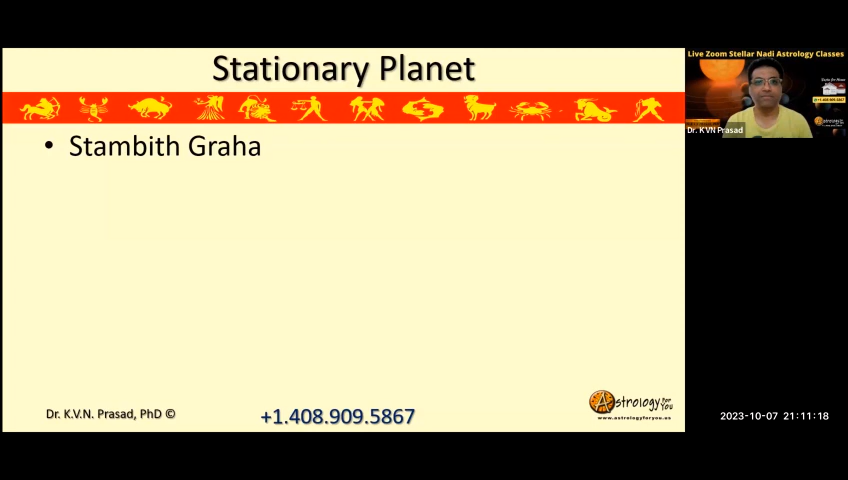 Stationary Planet
• Stambith Graha
Dr. K.V.N. Prasad, PhD ©
+1.408.909.5867
Astrology For You
www.astrologyforyou.us
Live Zoom Stellar Nadi Astrology Classes
Dr. KVN Prasad
2023-10-07 21:11:18